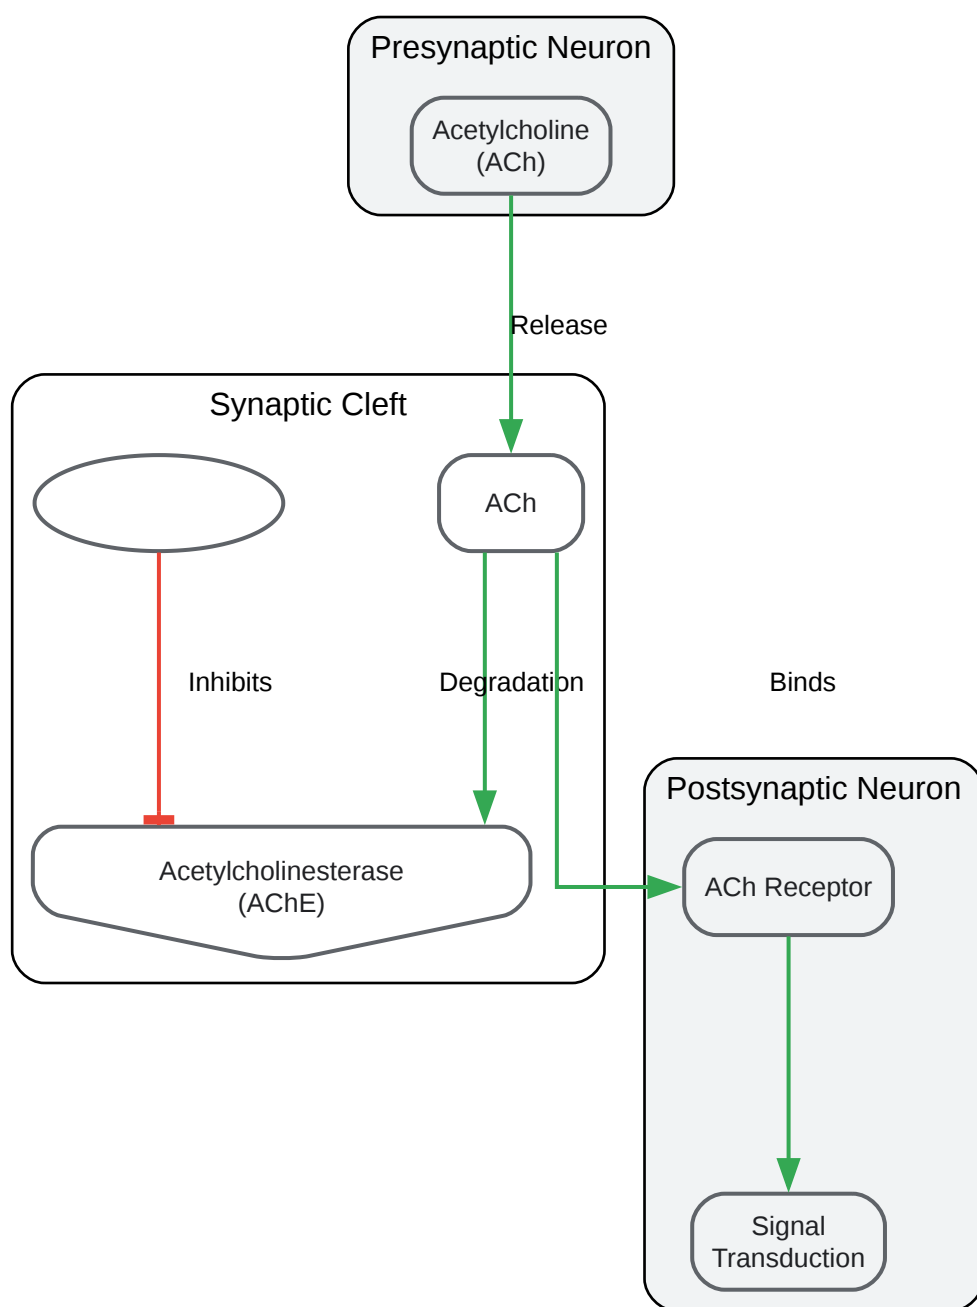 Presynaptic Neuron
Acetylcholine
(ACh)
Release
Synaptic Cleft
ACh
Inhibits
Degradation
Binds
Postsynaptic Neuron
Acetylcholinesterase
(AChE)
ACh Receptor
Signal
Transduction